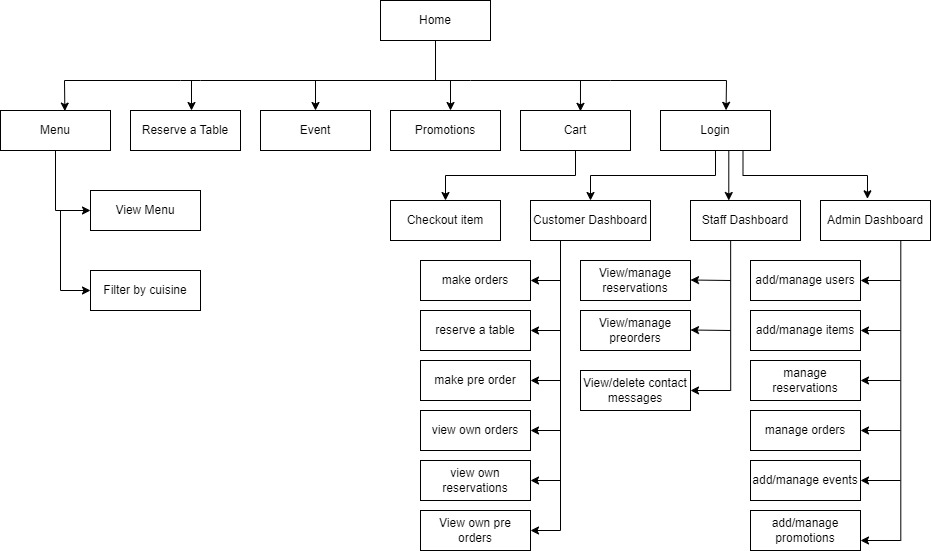 Home
Menu
Reserve a Table
Event
Promotions
Cart
Login
View Menu
Filter by cuisine
Checkout item
Customer Dashboard
Staff Dashboard
Admin Dashboard
make orders
reserve a table
make pre order
view own orders
view own
reservations
View own pre
orders
View/manage
reservations
View/manage
preorders
View/delete contact
messages
add/manage users
add/manage items
manage
reservations
manage orders
add/manage events
add/manage
promotions